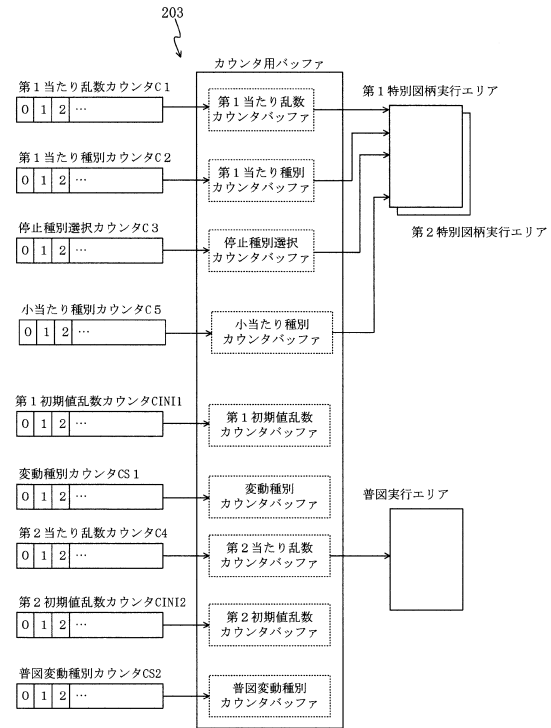 203
カウンタ用バッファ
第1当たり乱数カウンタC1
0 1 2 …
第1当たり乱数
カウンタバッファ
第1特別図柄実行エリア
第1当たり種別カウンタC2
0 1 2 …
第1当たり種別
カウンタバッファ
停止種別選択カウンタC3
0 1 2 …
停止種別選択
カウンタバッファ
第2特別図柄実行エリア
小当たり種別カウンタC5
0 1 2 …
小当たり種別
カウンタバッファ
第1初期値乱数カウンタCINI1
0 1 2 …
第1初期値乱数
カウンタバッファ
変動種別カウンタCS1
0 1 2 …
変動種別
カウンタバッファ
普図実行エリア
第2当たり乱数カウンタC4
0 1 2 …
第2当たり乱数
カウンタバッファ
第2初期値乱数カウンタCINI2
0 1 2 …
第2初期値乱数
カウンタバッファ
普図変動種別カウンタCS2
0 1 2 …
普図変動種別
カウンタバッファ